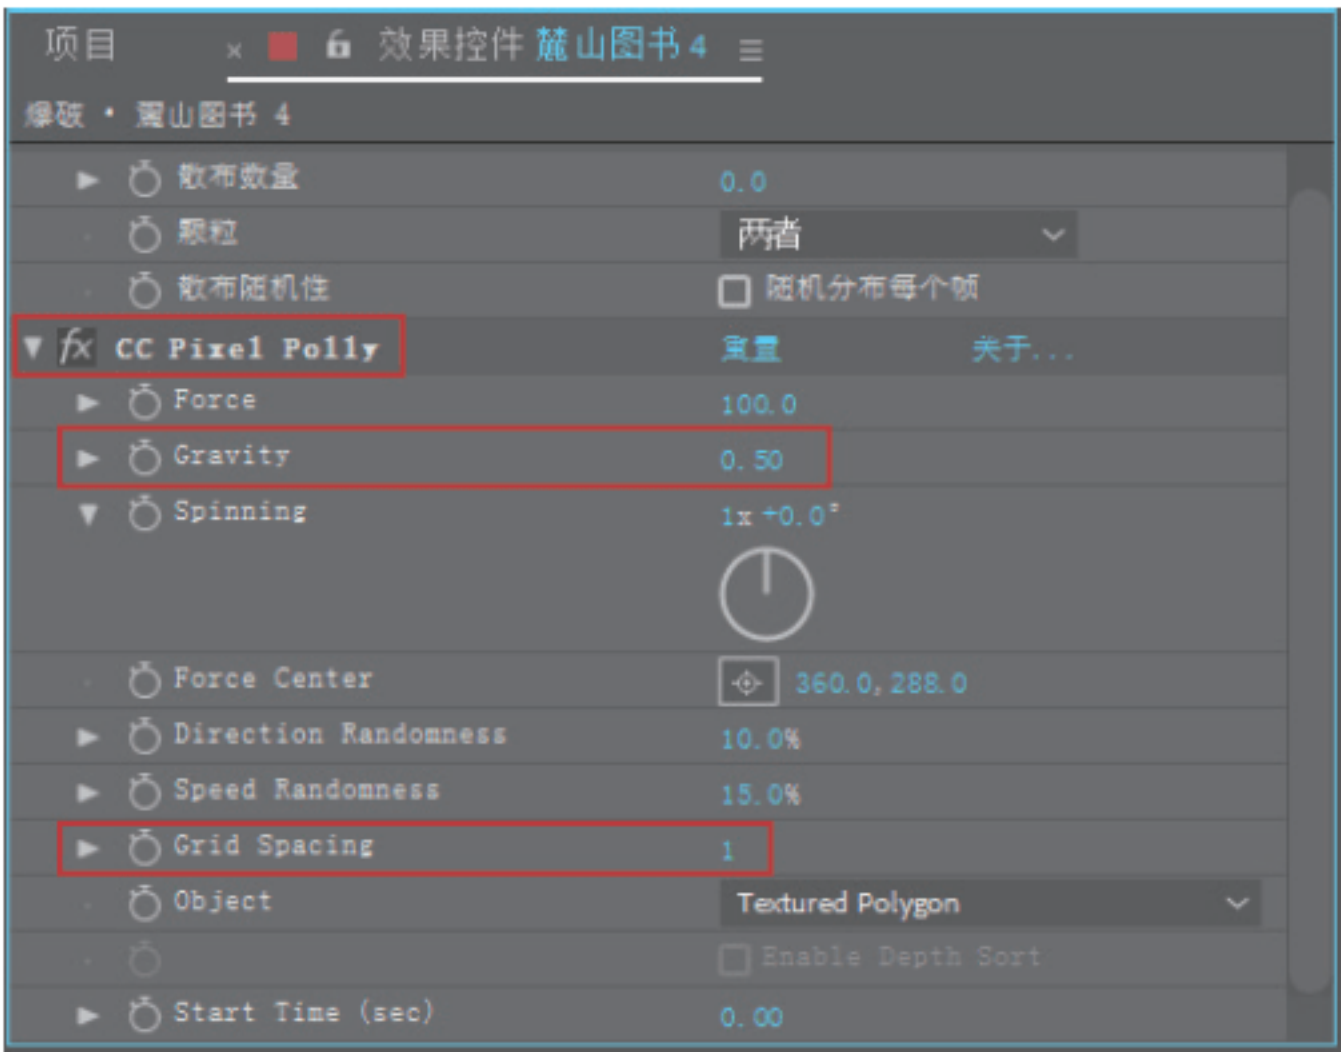 项目 × 效果控件 麓山图书 4 ≡
爆破 • 麓山图书 4
散布数量 0.0
颗粒 两者
散布随机性 随机分布每个帧
fx CC Pixel Polly 重置 关于...
Force 100.0
Gravity 0.50
Spinning 1x +0.0°
Force Center 360.0, 288.0
Direction Randomness 10.0%
Speed Randomness 15.0%
Grid Spacing 1
Object Textured Polygon
Enable Depth Sort
Start Time (sec) 0.00